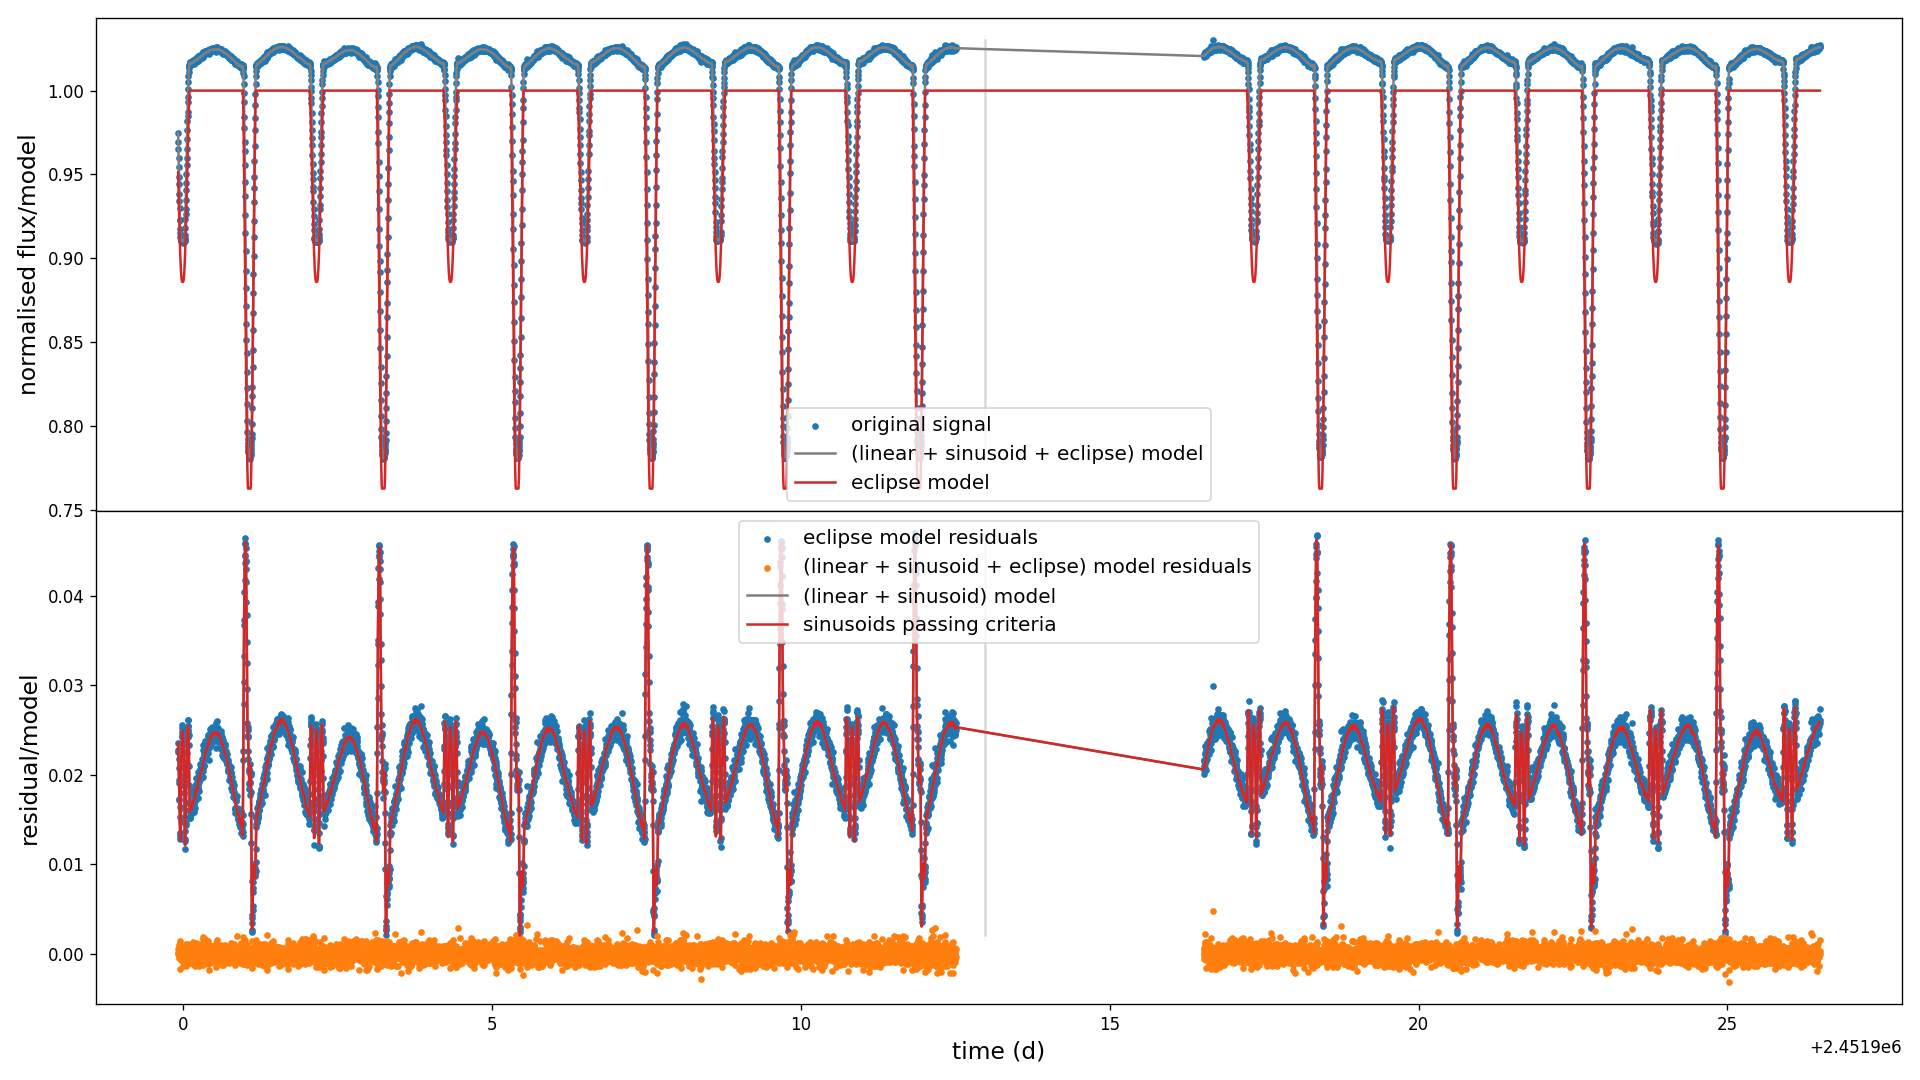 normalised flux/model
1.00
0.95
0.90
0.85
0.80
0.75
original signal
(linear + sinusoid + eclipse) model
eclipse model
residual/model
0.04
0.03
0.02
0.01
0.00
eclipse model residuals
(linear + sinusoid + eclipse) model residuals
(linear + sinusoid) model
sinusoids passing criteria
0 5 10 15 20 25
time (d)
+2.4519e6